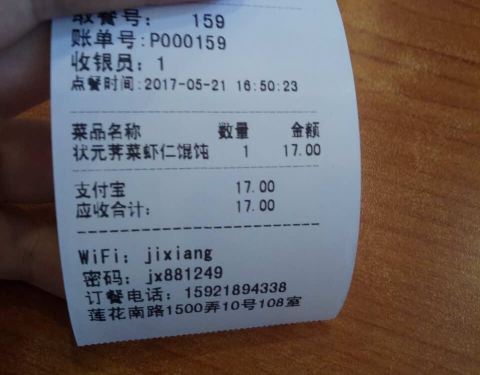 取餐号： 159
账单号:P000159
收银员：1
点餐时间:2017-05-21 16:50:23
菜品名称 数量 金额
状元荠菜虾仁馄饨 1 17.00
支付宝 17.00
应收合计： 17.00
WiFi：jixiang
密码：jx881249
订餐电话：15921894338
莲花南路1500弄10号108室